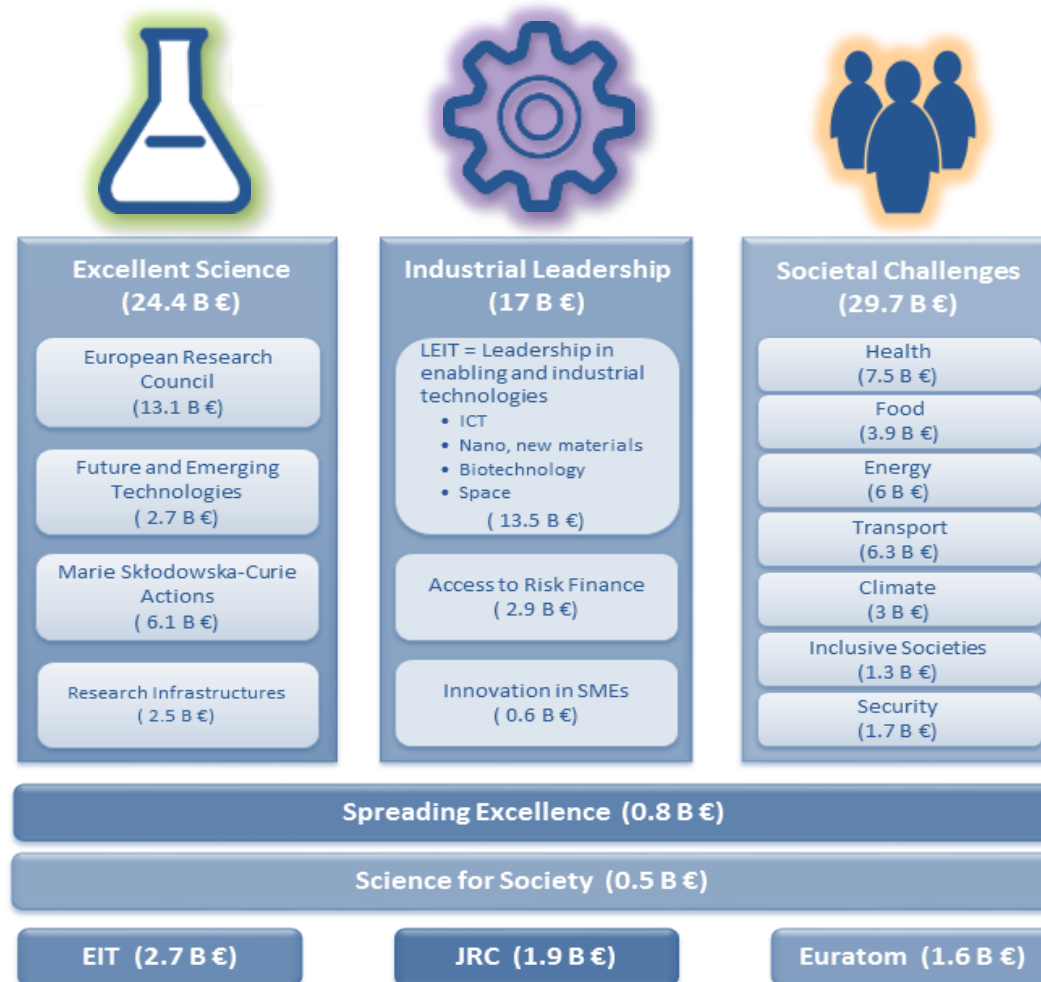 Excellent Science
(24.4 B €)
European Research
Council
(13.1 B €)
Future and Emerging
Technologies
( 2.7 B €)
Marie Skłodowska-Curie
Actions
( 6.1 B €)
Research Infrastructures
( 2.5 B €)
Industrial Leadership
(17 B €)
LEIT = Leadership in
enabling and industrial
technologies
• ICT
• Nano, new materials
• Biotechnology
• Space
( 13.5 B €)
Access to Risk Finance
( 2.9 B €)
Innovation in SMEs
( 0.6 B €)
Societal Challenges
(29.7 B €)
Health
(7.5 B €)
Food
(3.9 B €)
Energy
(6 B €)
Transport
(6.3 B €)
Climate
(3 B €)
Inclusive Societies
(1.3 B €)
Security
(1.7 B €)
Spreading Excellence (0.8 B €)
Science for Society (0.5 B €)
EIT (2.7 B €)
JRC (1.9 B €)
Euratom (1.6 B €)